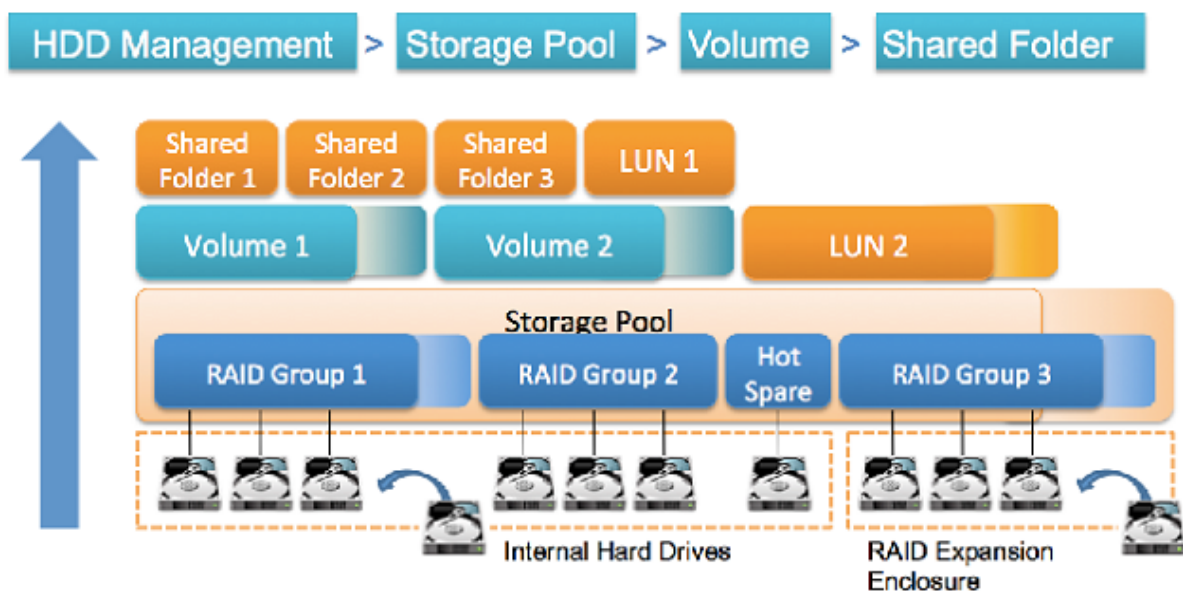 HDD Management > Storage Pool > Volume > Shared Folder
Shared
Folder 1
Shared
Folder 2
Shared
Folder 3
LUN 1
Volume 1
Volume 2
LUN 2
Storage Pool
RAID Group 1
RAID Group 2
Hot
Spare
RAID Group 3
Internal Hard Drives
RAID Expansion
Enclosure